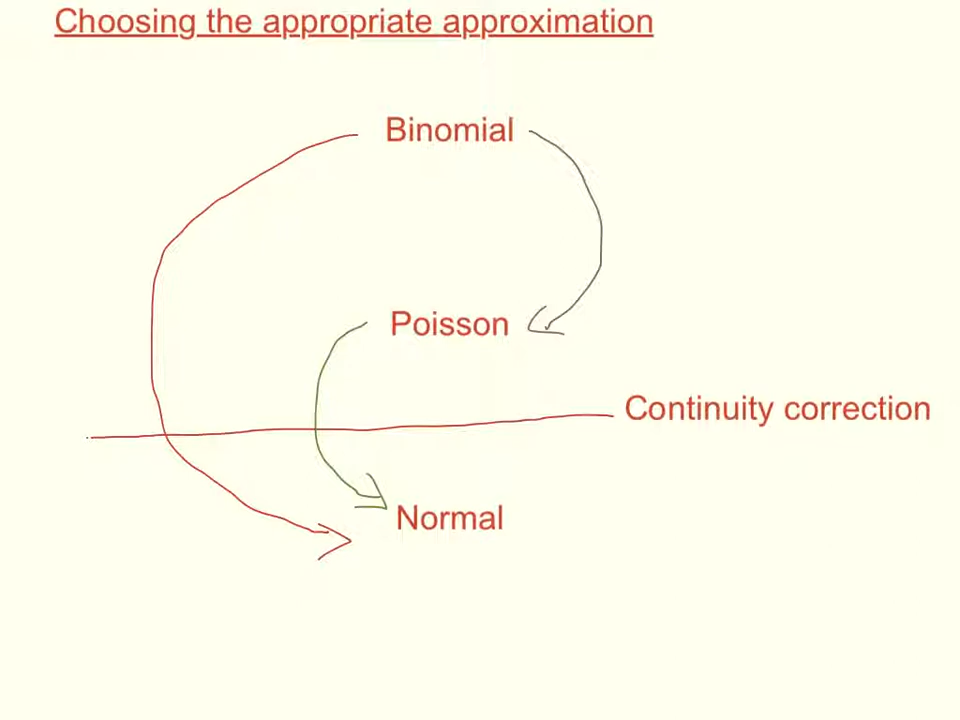 Choosing the appropriate approximation
Binomial
Poisson
Continuity correction
Normal